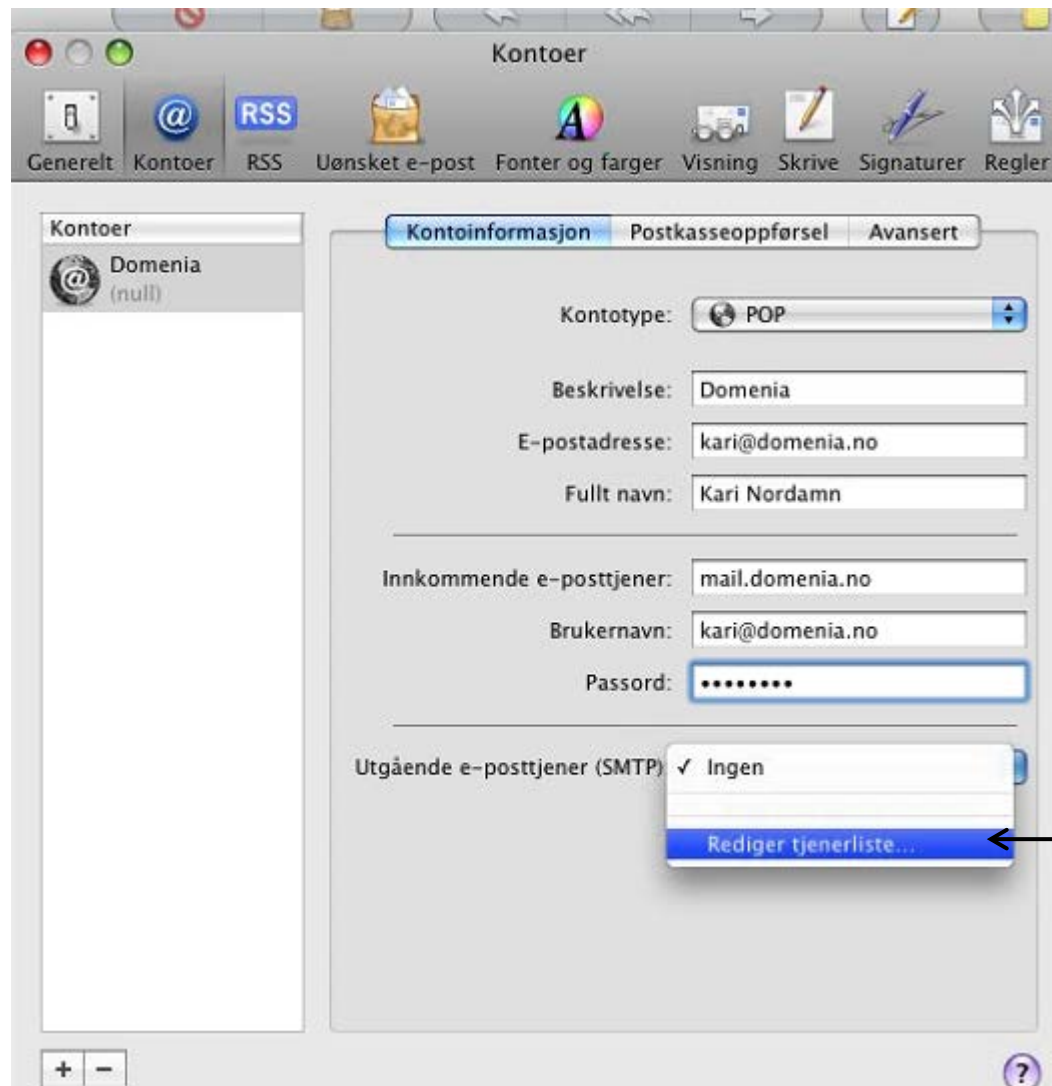 Kontoer
RSS
Generelt Kontoer RSS Uønsket e-post Fonter og farger Visning Skrive Signaturer Regler
Kontoer
Domenia
(null)
Kontoinformasjon Postkasseoppførsel Avansert
Kontotype: POP
Beskrivelse: Domenia
E-postadresse: kari@domenia.no
Fullt navn: Kari Nordamn
Innkommende e-posttjener: mail.domenia.no
Brukernavn: kari@domenia.no
Passord: ••••••••
Utgående e-posttjener (SMTP) ✓ Ingen
Rediger tjenerliste...
+ − ?